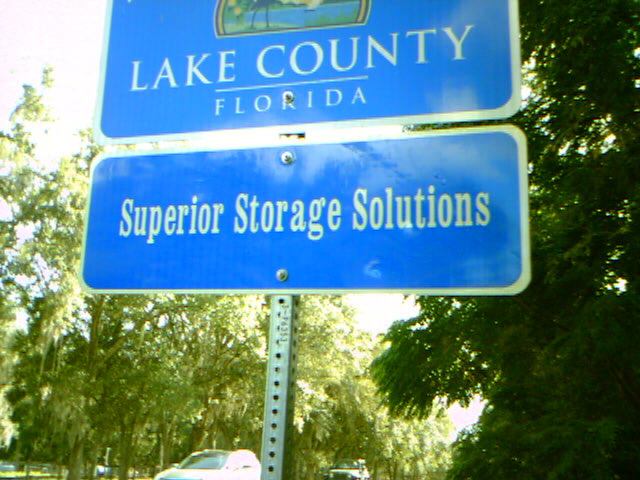 LAKE COUNTY
FLORIDA
Superior Storage Solutions